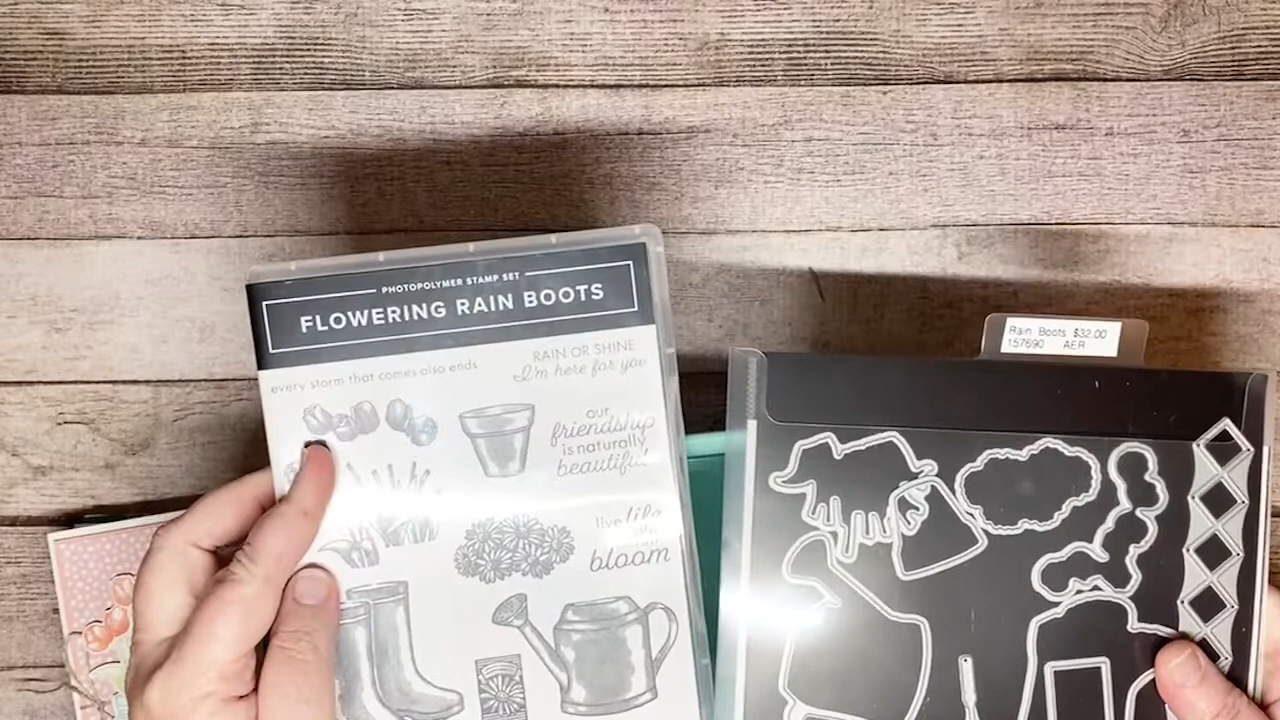 PHOTOPOLYMER STAMP SET
FLOWERING RAIN BOOTS
every storm that comes also ends
RAIN OR SHINE
I'm here for you
our
friendship
is naturally
beautiful
live life
bloom
Rain Boots $32.00
157690 AER